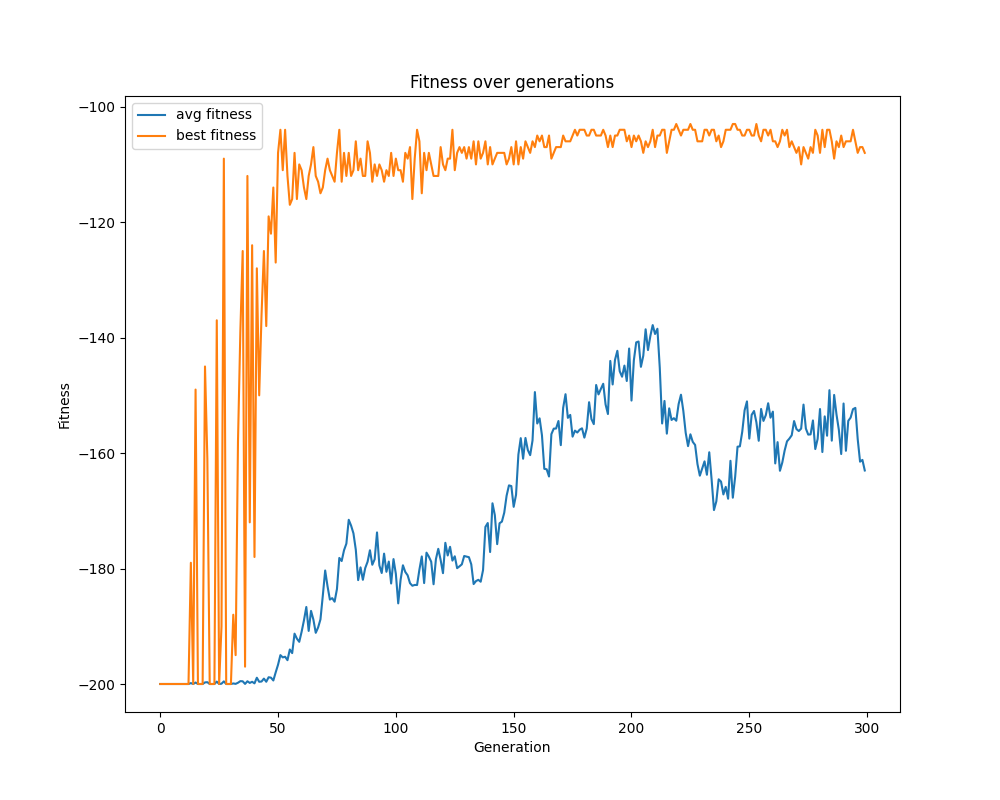 Fitness over generations
avg fitness
best fitness
−100
−120
−140
−160
−180
−200
Fitness
0 50 100 150 200 250 300
Generation